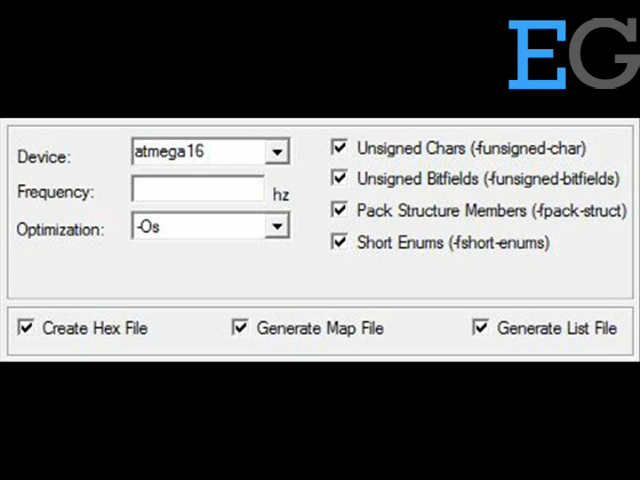 EG
Device: atmega16
Frequency: hz
Optimization: -Os
Unsigned Chars (-funsigned-char)
Unsigned Bitfields (-funsigned-bitfields)
Pack Structure Members (-fpack-struct)
Short Enums (-fshort-enums)
Create Hex File
Generate Map File
Generate List File